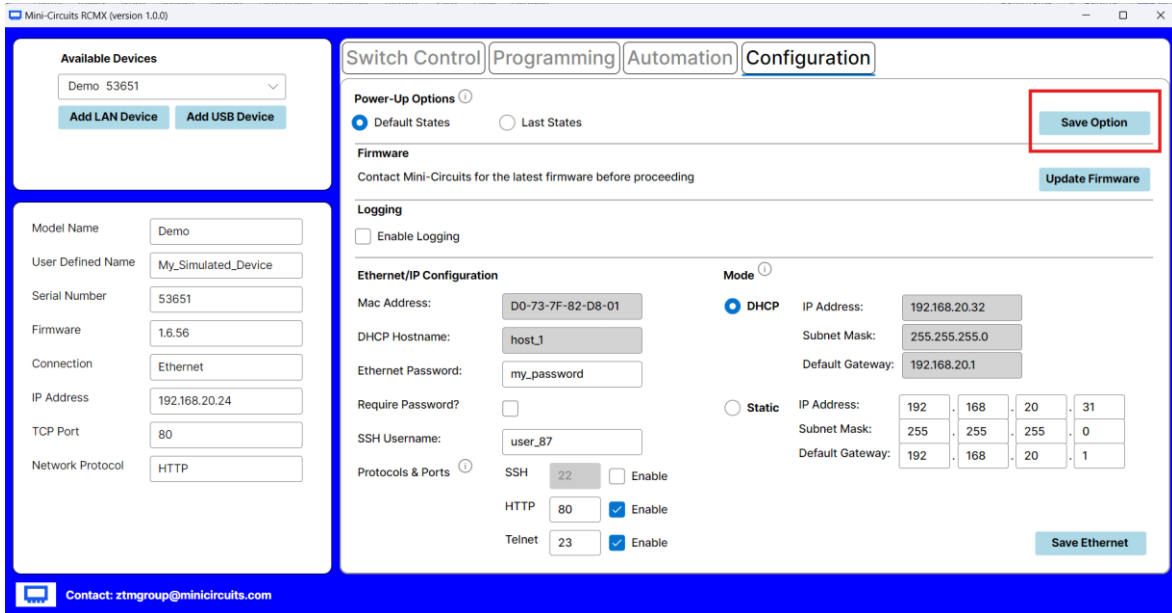 Mini-Circuits RCMX (version 1.0.0)
Available Devices
Demo 53651
Add LAN Device
Add USB Device
Model Name
Demo
User Defined Name
My_Simulated_Device
Serial Number
53651
Firmware
1.6.56
Connection
Ethernet
IP Address
192.168.20.24
TCP Port
80
Network Protocol
HTTP
Switch Control
Programming
Automation
Configuration
Power-Up Options
Default States
Last States
Save Option
Firmware
Contact Mini-Circuits for the latest firmware before proceeding
Update Firmware
Logging
Enable Logging
Ethernet/IP Configuration
Mac Address:
D0-73-7F-82-D8-01
DHCP Hostname:
host_1
Ethernet Password:
my_password
Require Password?
SSH Username:
user_87
Protocols & Ports
SSH 22 Enable
HTTP 80 Enable
Telnet 23 Enable
Mode
DHCP
IP Address:
192.168.20.32
Subnet Mask:
255.255.255.0
Default Gateway:
192.168.20.1
Static
IP Address:
192 . 168 . 20 . 31
Subnet Mask:
255 . 255 . 255 . 0
Default Gateway:
192 . 168 . 20 . 1
Save Ethernet
Contact: ztmgroup@minicircuits.com